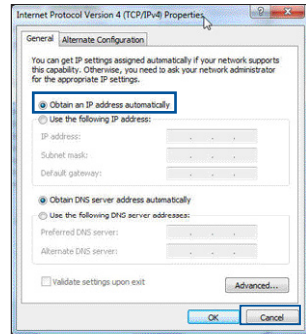 Internet Protocol Version 4 (TCP/IPv4) Properties
General
Alternate Configuration
You can get IP settings assigned automatically if your network supports
this capability. Otherwise, you need to ask your network administrator
for the appropriate IP settings.
Obtain an IP address automatically
Use the following IP address:
IP address:
Subnet mask:
Default gateway:
Obtain DNS server address automatically
Use the following DNS server addresses:
Preferred DNS server:
Alternate DNS server:
Validate settings upon exit
Advanced...
OK
Cancel